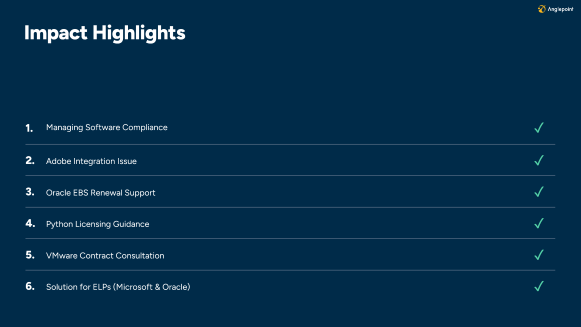 Anglepoint
Impact Highlights
1. Managing Software Compliance ✓
2. Adobe Integration Issue ✓
3. Oracle EBS Renewal Support ✓
4. Python Licensing Guidance ✓
5. VMware Contract Consultation ✓
6. Solution for ELPs (Microsoft & Oracle) ✓